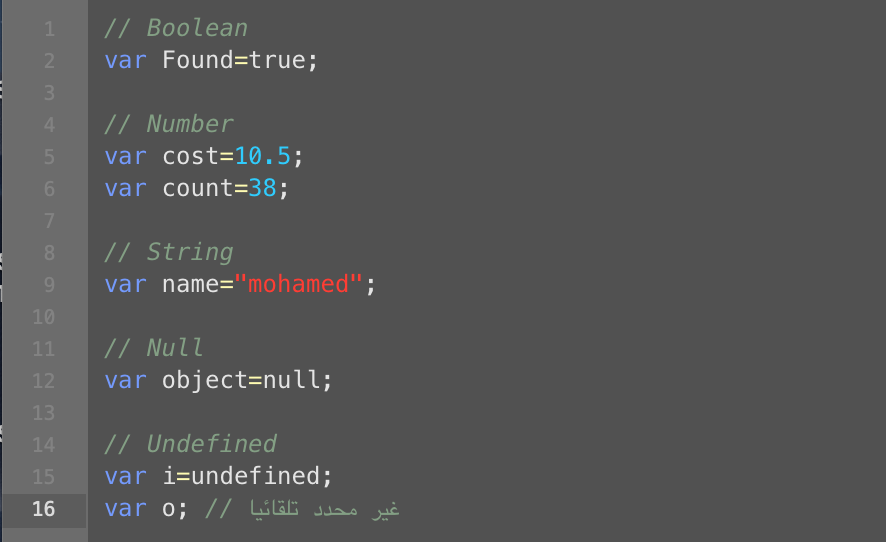 1 // Boolean
2 var Found=true;
3
4 // Number
5 var cost=10.5;
6 var count=38;
7
8 // String
9 var name="mohamed";
10
11 // Null
12 var object=null;
13
14 // Undefined
15 var i=undefined;
16 var o; // غير محدد تلقائيا